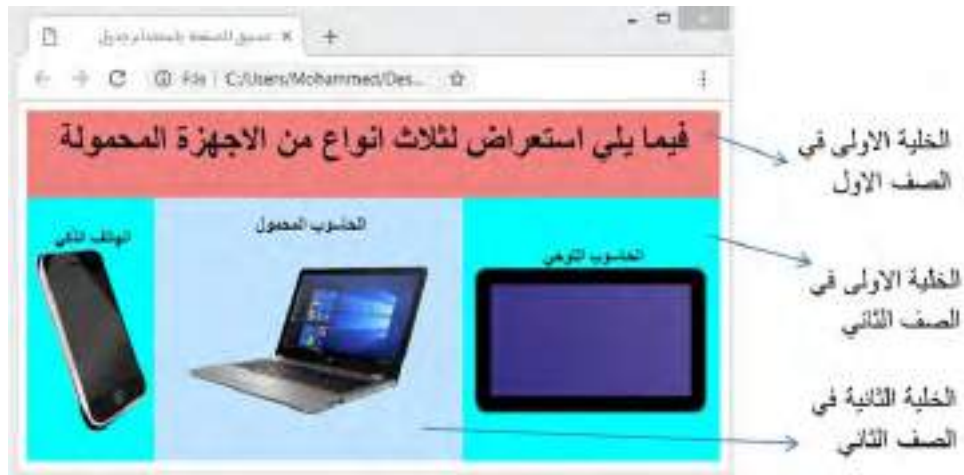 تنسيق الصفحة باستخدام جدول
File | C:/Users/Mohammed/Des...
فيما يلي استعراض لثلاث انواع من الاجهزة المحمولة
الحاسوب اللوحي
الحاسوب المحمول
الهاتف الذكي
الخلية الاولى في
الصف الاول
الخلية الاولى في
الصف الثاني
الخلية الثانية في
الصف الثاني